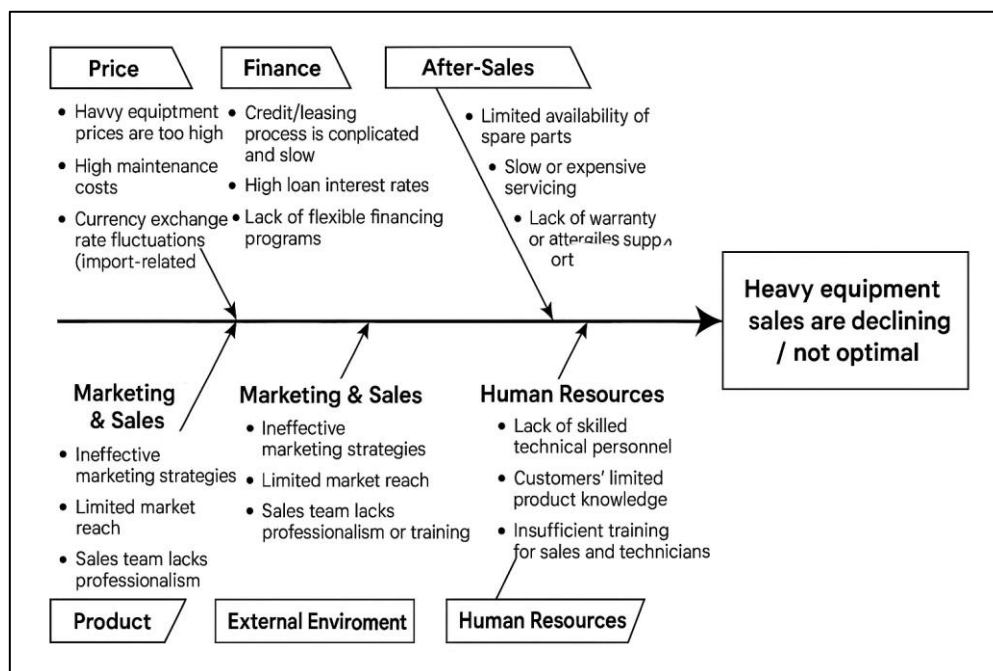 Price
• Havvy equiptment
prices are too high
• High maintenance
costs
• Currency exchange
rate fluctuations
(import-related
Finance
• Credit/leasing
process is conplicated
and slow
• High loan interest rates
• Lack of flexible financing
programs
After-Sales
• Limited availability of
spare parts
• Slow or expensive
servicing
• Lack of warranty
or attergiles supp
ort
Heavy equipment
sales are declining
/ not optimal
Marketing
& Sales
• Ineffective
marketing strategies
• Limited market
reach
• Sales team lacks
professionalism
Product
Marketing & Sales
• Ineffective
marketing strategies
• Limited market reach
• Sales team lacks
professionalism or training
External Enviroment
Human Resources
• Lack of skilled
technical personnel
• Customers' limited
product knowledge
• Insufficient training
for sales and technicians
Human Resources